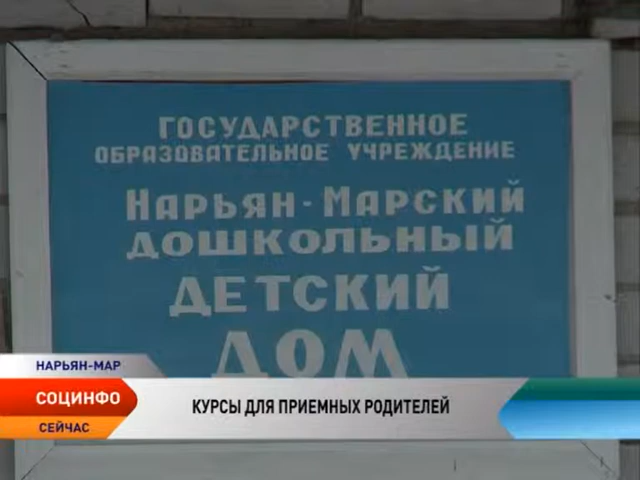 ГОСУДАРСТВЕННОЕ
ОБРАЗОВАТЕЛЬНОЕ УЧРЕЖДЕНИЕ
НАРЬЯН-МАРСКИЙ
ДОШКОЛЬНЫЙ
ДЕТСКИЙ
ДОМ
НАРЬЯН-МАР
СОЦИНФО
СЕЙЧАС
КУРСЫ ДЛЯ ПРИЕМНЫХ РОДИТЕЛЕЙ